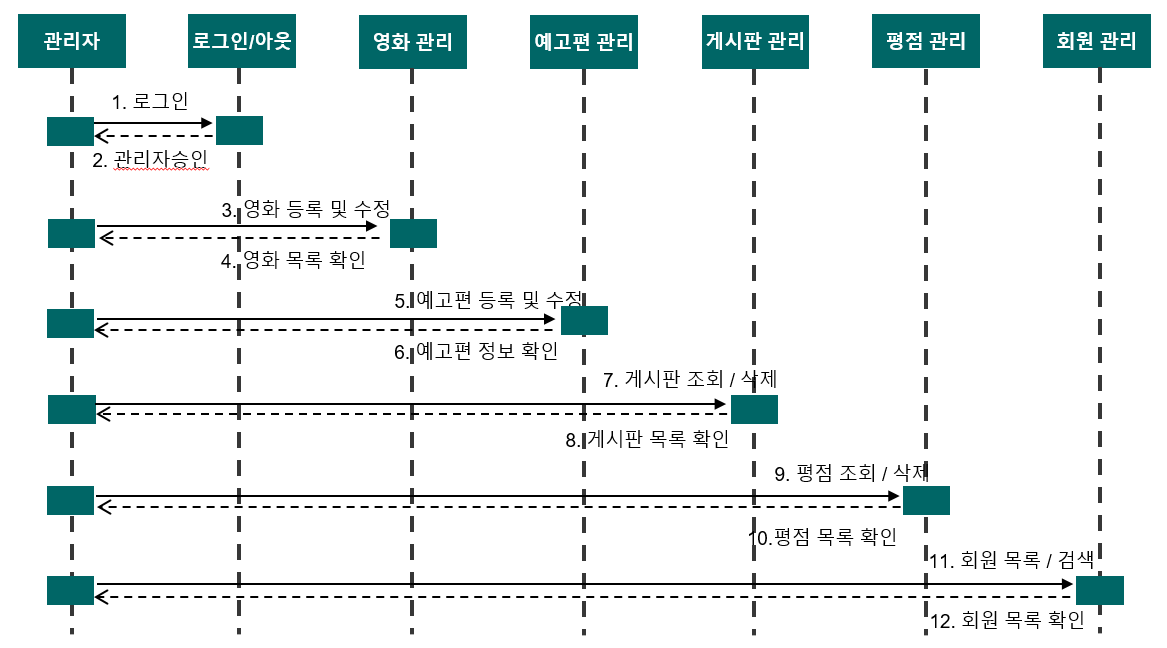 관리자
로그인/아웃
영화 관리
예고편 관리
게시판 관리
평점 관리
회원 관리
1. 로그인
2. 관리자승인
3. 영화 등록 및 수정
4. 영화 목록 확인
5. 예고편 등록 및 수정
6. 예고편 정보 확인
7. 게시판 조회 / 삭제
8. 게시판 목록 확인
9. 평점 조회 / 삭제
10.평점 목록 확인
11. 회원 목록 / 검색
12. 회원 목록 확인